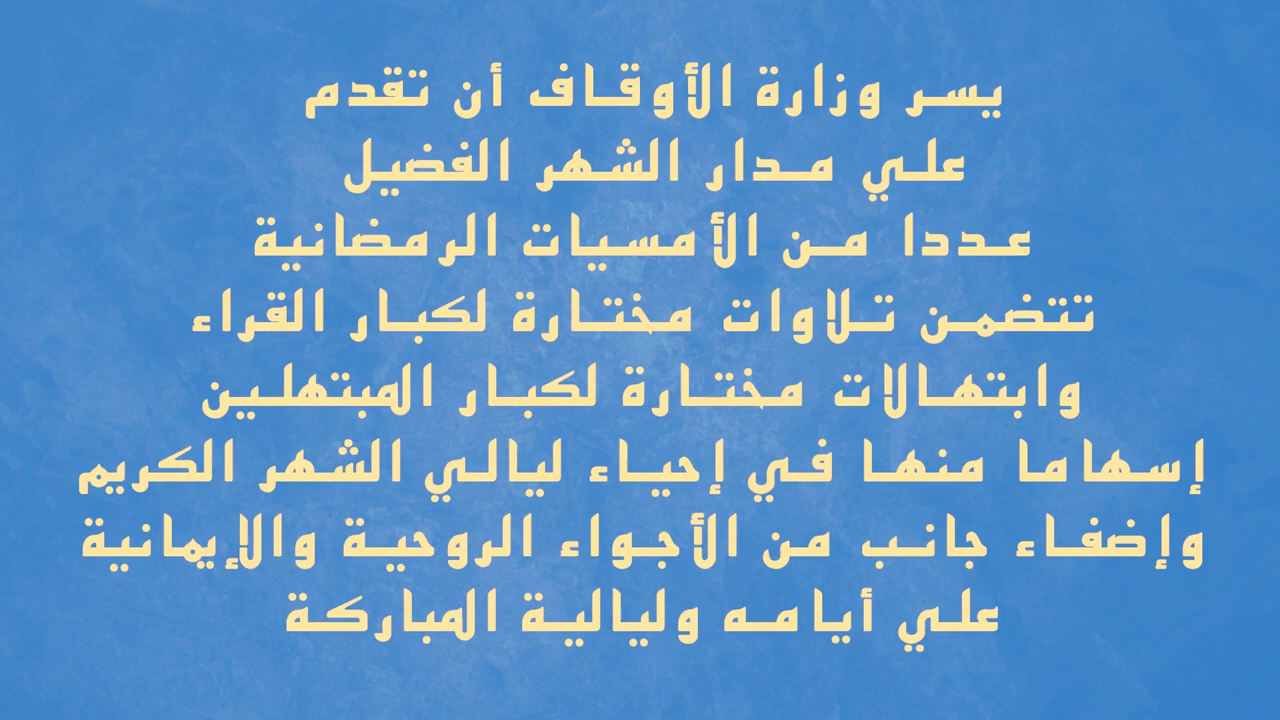 يسر وزارة الأوقاف أن تقدم
علي مدار الشهر الفضيل
عددا من الأمسيات الرمضانية
تتضمن تلاوات مختارة لكبار القراء
وابتهالات مختارة لكبار المبتهلين
إسهاما منها في إحياء ليالي الشهر الكريم
وإضفاء جانب من الأجواء الروحية والإيمانية
علي أيامه وليالية المباركة